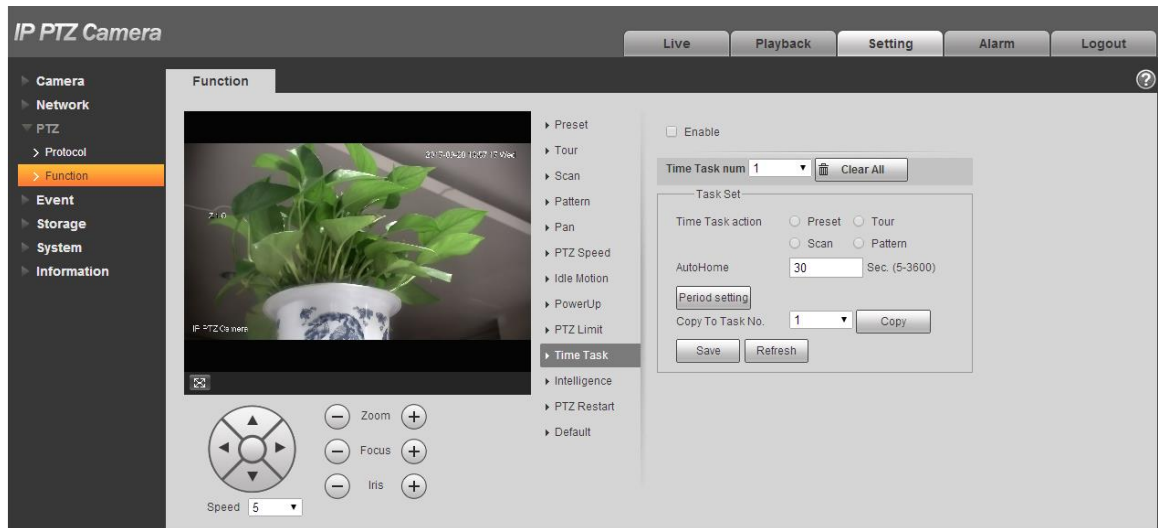 IP PTZ Camera
Live Playback Setting Alarm Logout
Camera
Network
PTZ
Protocol
Function
Event
Storage
System
Information
Function
IP PTZ Camera
Speed 5
Zoom
Focus
Iris
Preset
Tour
Scan
Pattern
Pan
PTZ Speed
Idle Motion
PowerUp
PTZ Limit
Time Task
Intelligence
PTZ Restart
Default
Enable
Time Task num 1 Clear All
Task Set
Time Task action Preset Tour
Scan Pattern
AutoHome 30 Sec. (5-3600)
Period setting
Copy To Task No. 1 Copy
Save Refresh